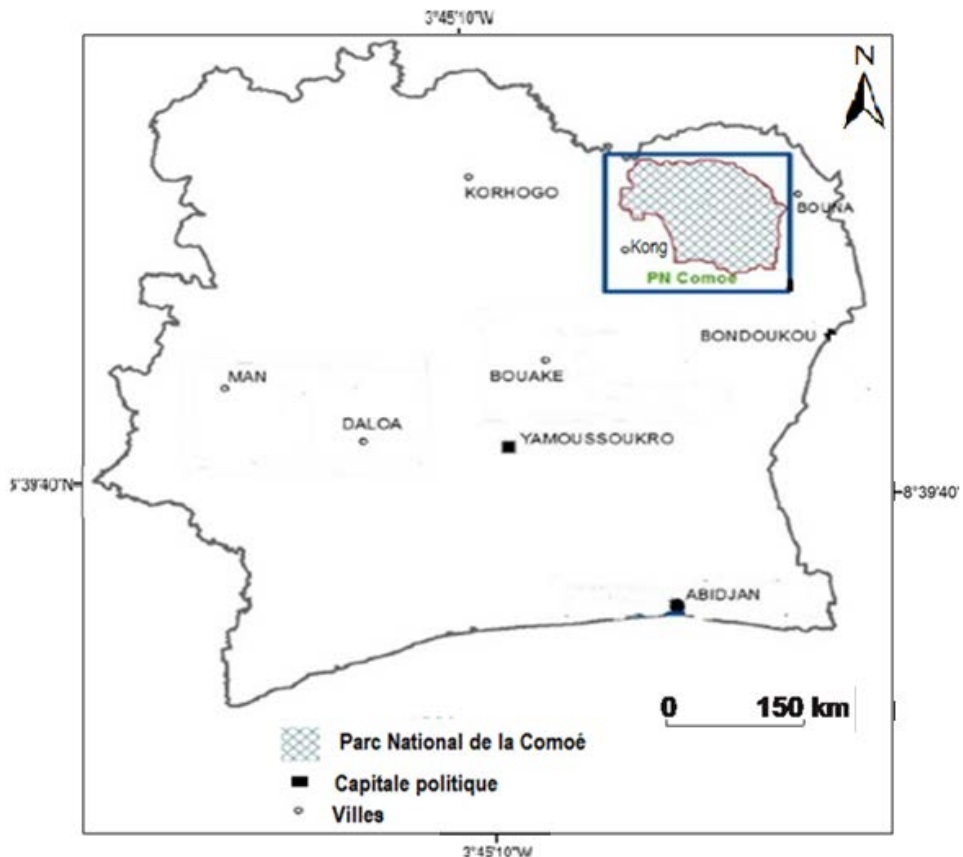 3°45'10"W
N
KORHOGO
BOUNA
Kong
PN Comoé
BONDOUKOU
MAN
BOUAKE
DALOA
YAMOUSSOUKRO
8°39'40"
ABIDJAN
0 150 km
Parc National de la Comoé
Capitale politique
Villes
3°45'10"W